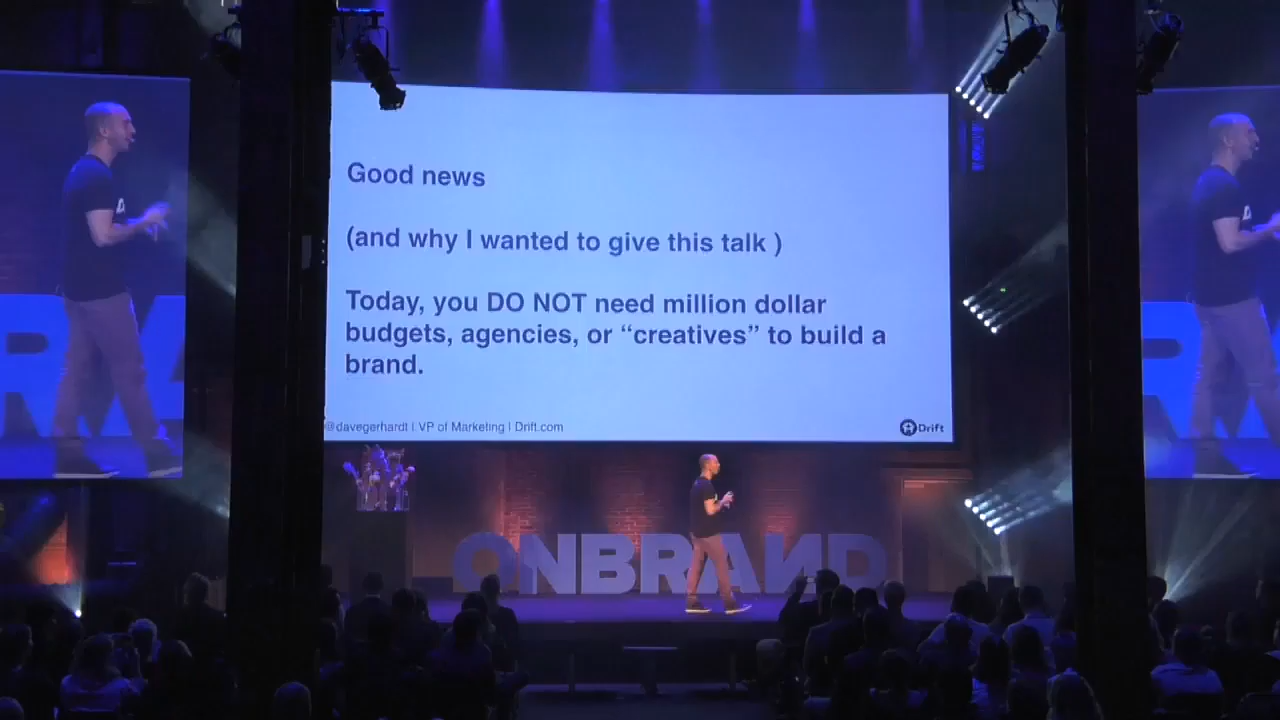 Good news
(and why I wanted to give this talk )
Today, you DO NOT need million dollar
budgets, agencies, or “creatives” to build a
brand.
@davegerhardt | VP of Marketing | Drift.com
Drift
ONBRAND